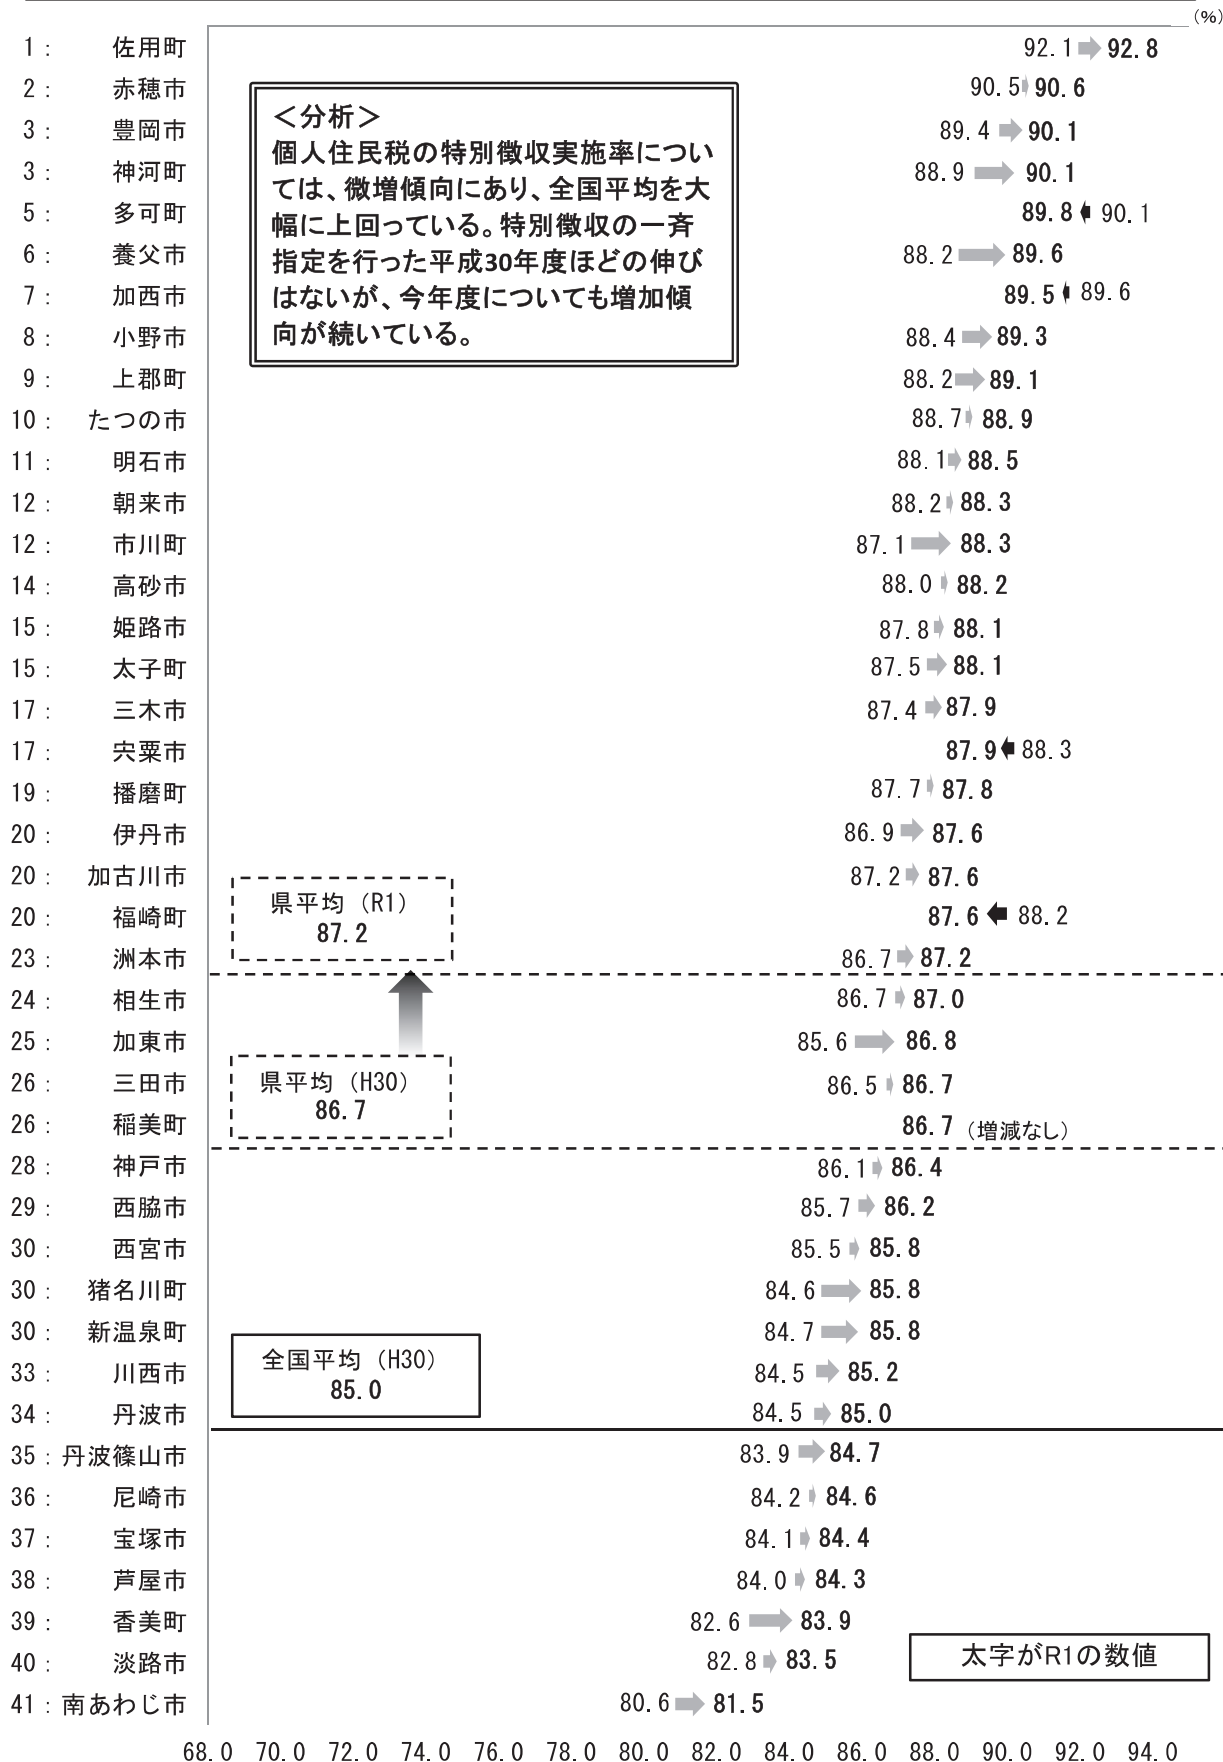 (%)
1： 佐用町 92.1 92.8
2： 赤穂市 90.5 90.6
3： 豊岡市 89.4 90.1
3： 神河町 88.9 90.1
5： 多可町 89.8 90.1
6： 養父市 88.2 89.6
7： 加西市 89.5 89.6
8： 小野市 88.4 89.3
9： 上郡町 88.2 89.1
10： たつの市 88.7 88.9
11： 明石市 88.1 88.5
12： 朝来市 88.2 88.3
12： 市川町 87.1 88.3
14： 高砂市 88.0 88.2
15： 姫路市 87.8 88.1
15： 太子町 87.5 88.1
17： 三木市 87.4 87.9
17： 宍粟市 87.9 88.3
19： 播磨町 87.7 87.8
20： 伊丹市 86.9 87.6
20： 加古川市 87.2 87.6
20： 福崎町 87.6 88.2
23： 洲本市 86.7 87.2
24： 相生市 86.7 87.0
25： 加東市 85.6 86.8
26： 三田市 86.5 86.7
26： 稲美町 86.7 (増減なし)
28： 神戸市 86.1 86.4
29： 西脇市 85.7 86.2
30： 西宮市 85.5 85.8
30： 猪名川町 84.6 85.8
30： 新温泉町 84.7 85.8
33： 川西市 84.5 85.2
34： 丹波市 84.5 85.0
35： 丹波篠山市 83.9 84.7
36： 尼崎市 84.2 84.6
37： 宝塚市 84.1 84.4
38： 芦屋市 84.0 84.3
39： 香美町 82.6 83.9
40： 淡路市 82.8 83.5
41： 南あわじ市 80.6 81.5
＜分析＞
個人住民税の特別徴収実施率につい
ては、微増傾向にあり、全国平均を大
幅に上回っている。特別徴収の一斉
指定を行った平成30年度ほどの伸び
はないが、今年度についても増加傾
向が続いている。
県平均（R1）
87.2
県平均（H30）
86.7
全国平均（H30）
85.0
太字がR1の数値
68.0 70.0 72.0 74.0 76.0 78.0 80.0 82.0 84.0 86.0 88.0 90.0 92.0 94.0